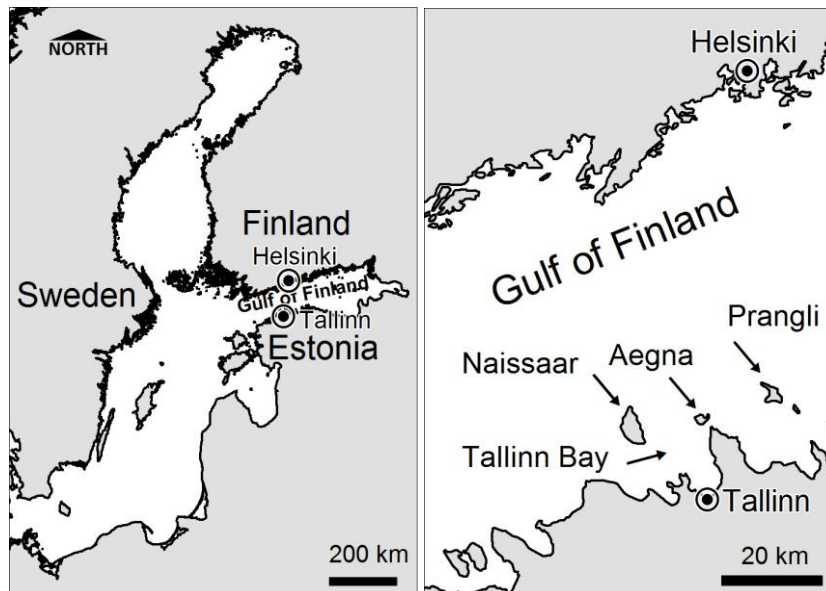 NORTH
Finland
Helsinki
Sweden
Gulf of Finland
Tallinn
Estonia
200 km
Helsinki
Gulf of Finland
Prangli
Naissaar
Aegna
Tallinn Bay
Tallinn
20 km